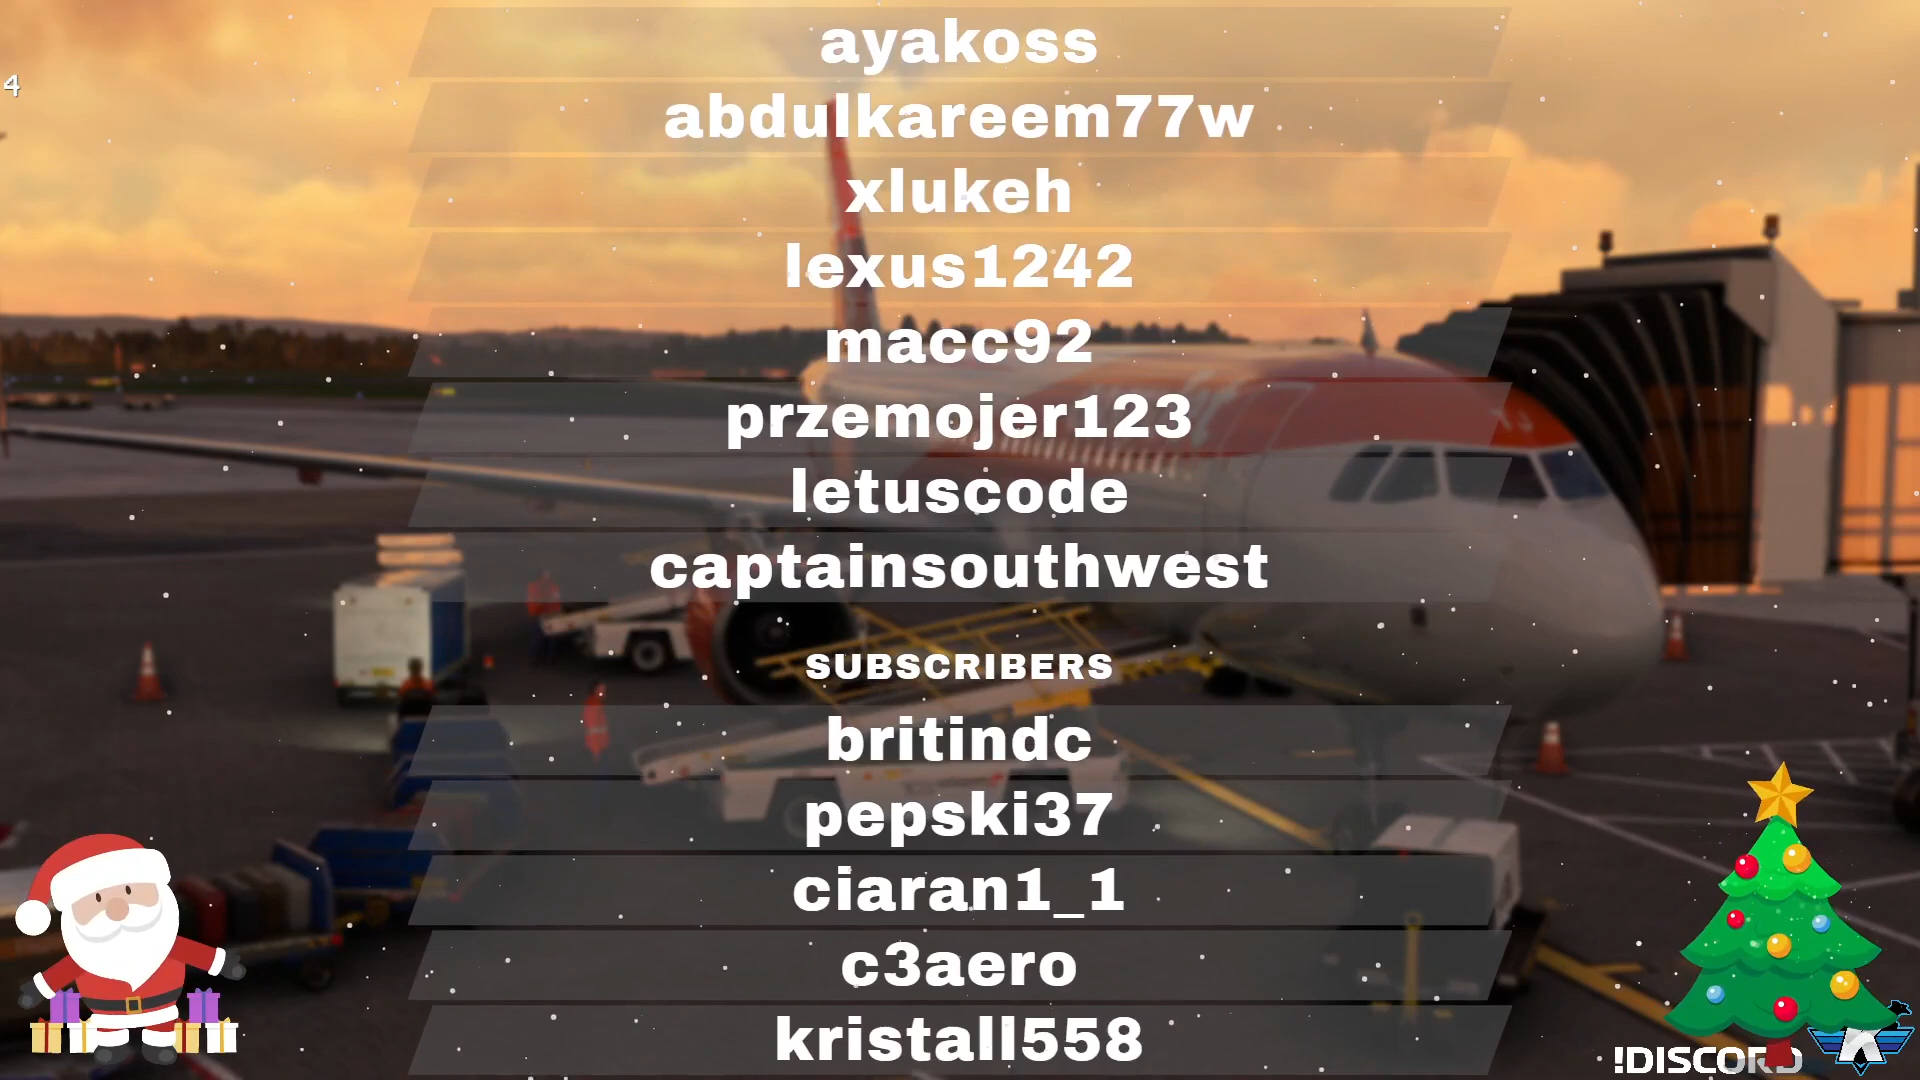 4
ayakoss
abdulkareem77w
xlukeh
lexus1242
macc92
przemojer123
letuscode
captainsouthwest
SUBSCRIBERS
britindc
pepski37
ciaran1_1
c3aero
kristall558
!DISCORD